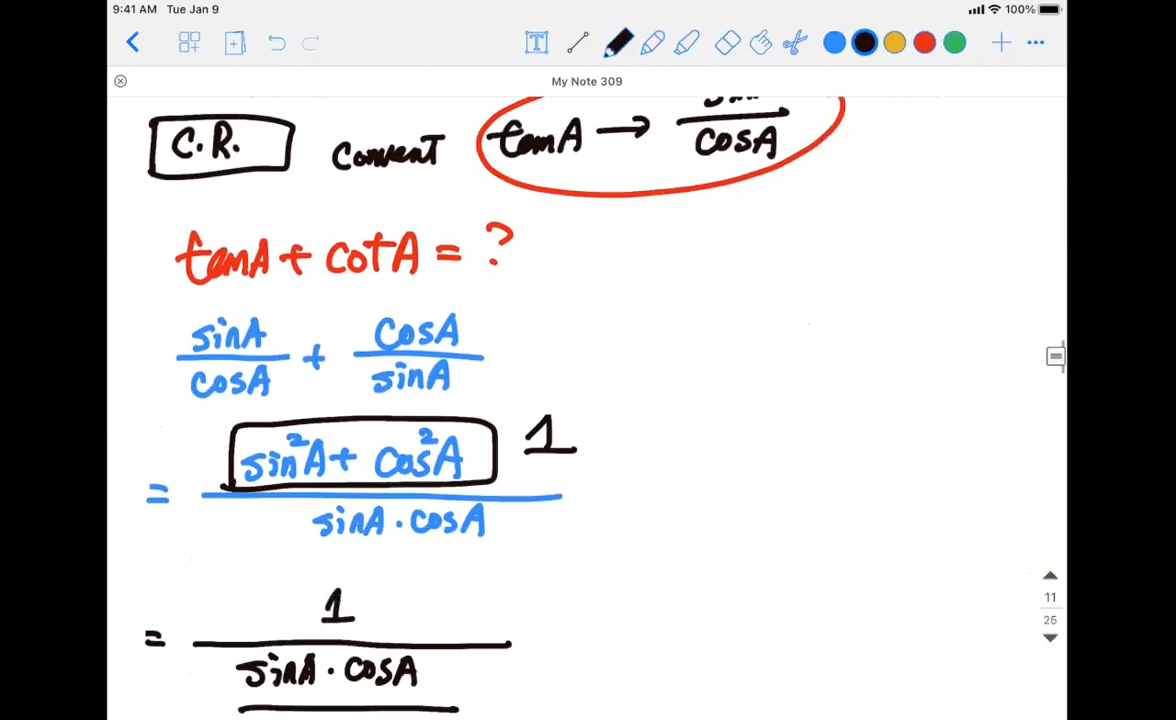 9:41 AM Tue Jan 9 100%
My Note 309
C.R. Convert tanA → sinA / cosA
tanA + cotA = ?
sinA / cosA + cosA / sinA
= sin²A + cos²A / sinA · cosA 1
= 1 / sinA · cosA
11
25